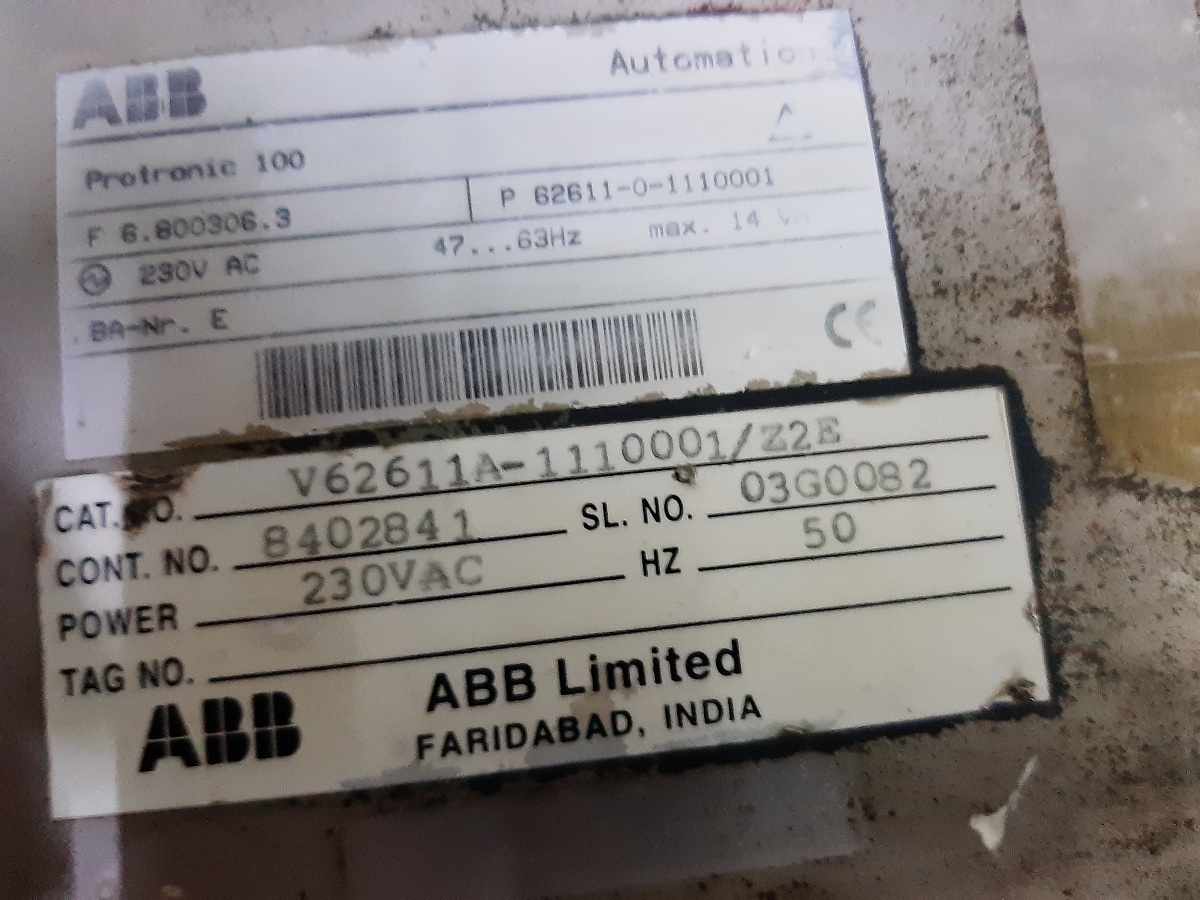 ABB Automation
Protronic 100
F 6.800306.3 P 62611-0-1110001
230V AC 47...63Hz max. 14
BA-Nr. E
CE
CAT. NO. V62611A-1110001/Z2E
CONT. NO. 8402841 SL. NO. 03G0082
POWER 230VAC HZ 50
TAG NO.
ABB ABB Limited
FARIDABAD, INDIA